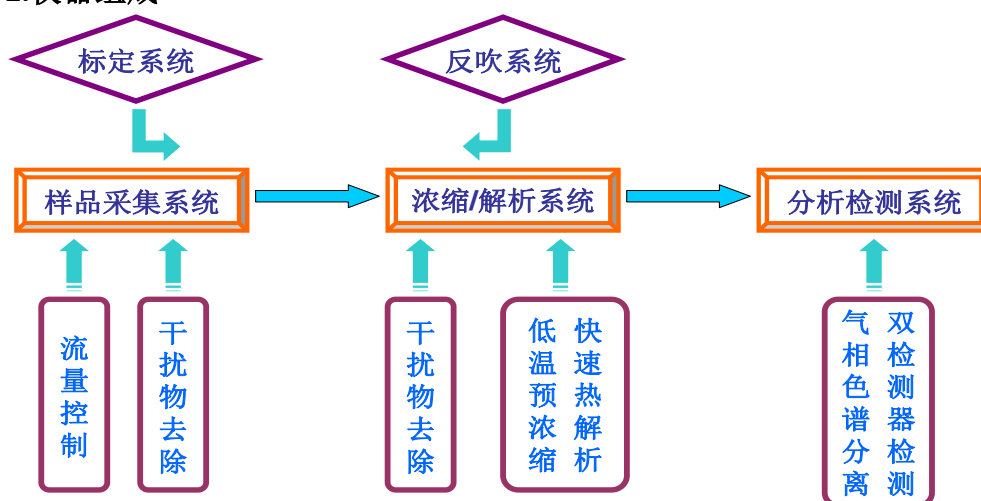 标定系统
反吹系统
样品采集系统
浓缩/解析系统
分析检测系统
流量控制
干扰物去除
干扰物去除
低温预浓缩
快速热解析
气相色谱分离
双检测器检测